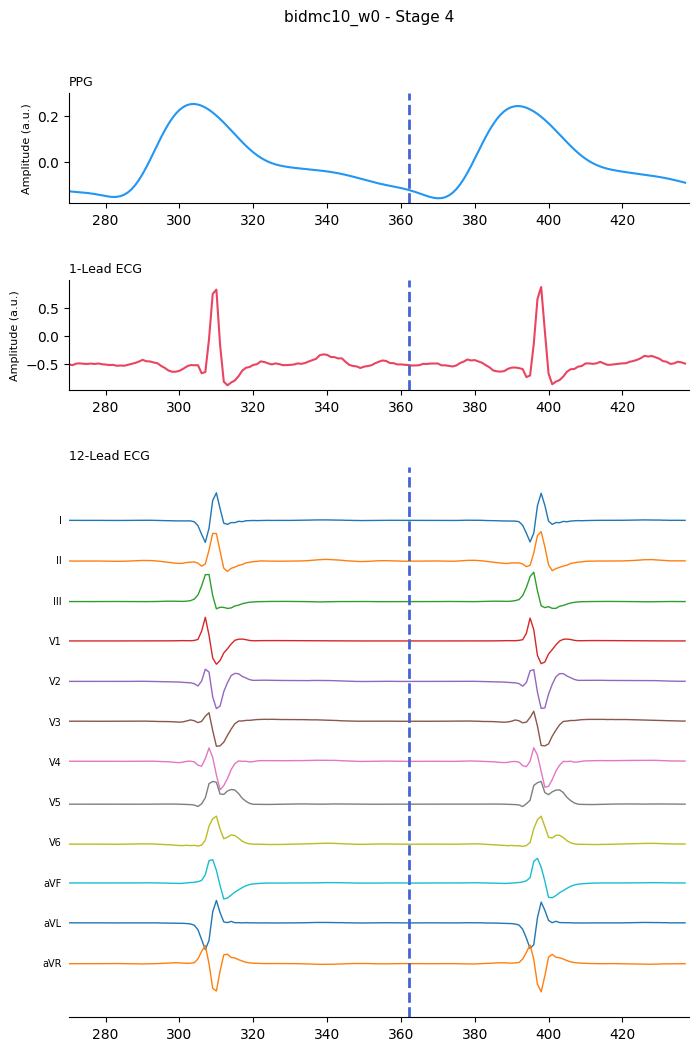 bidmc10_w0 - Stage 4
PPG
Amplitude (a.u.)
0.2
0.0
280 300 320 340 360 380 400 420
1-Lead ECG
Amplitude (a.u.)
0.5
0.0
−0.5
280 300 320 340 360 380 400 420
12-Lead ECG
I
II
III
V1
V2
V3
V4
V5
V6
aVF
aVL
aVR
280 300 320 340 360 380 400 420